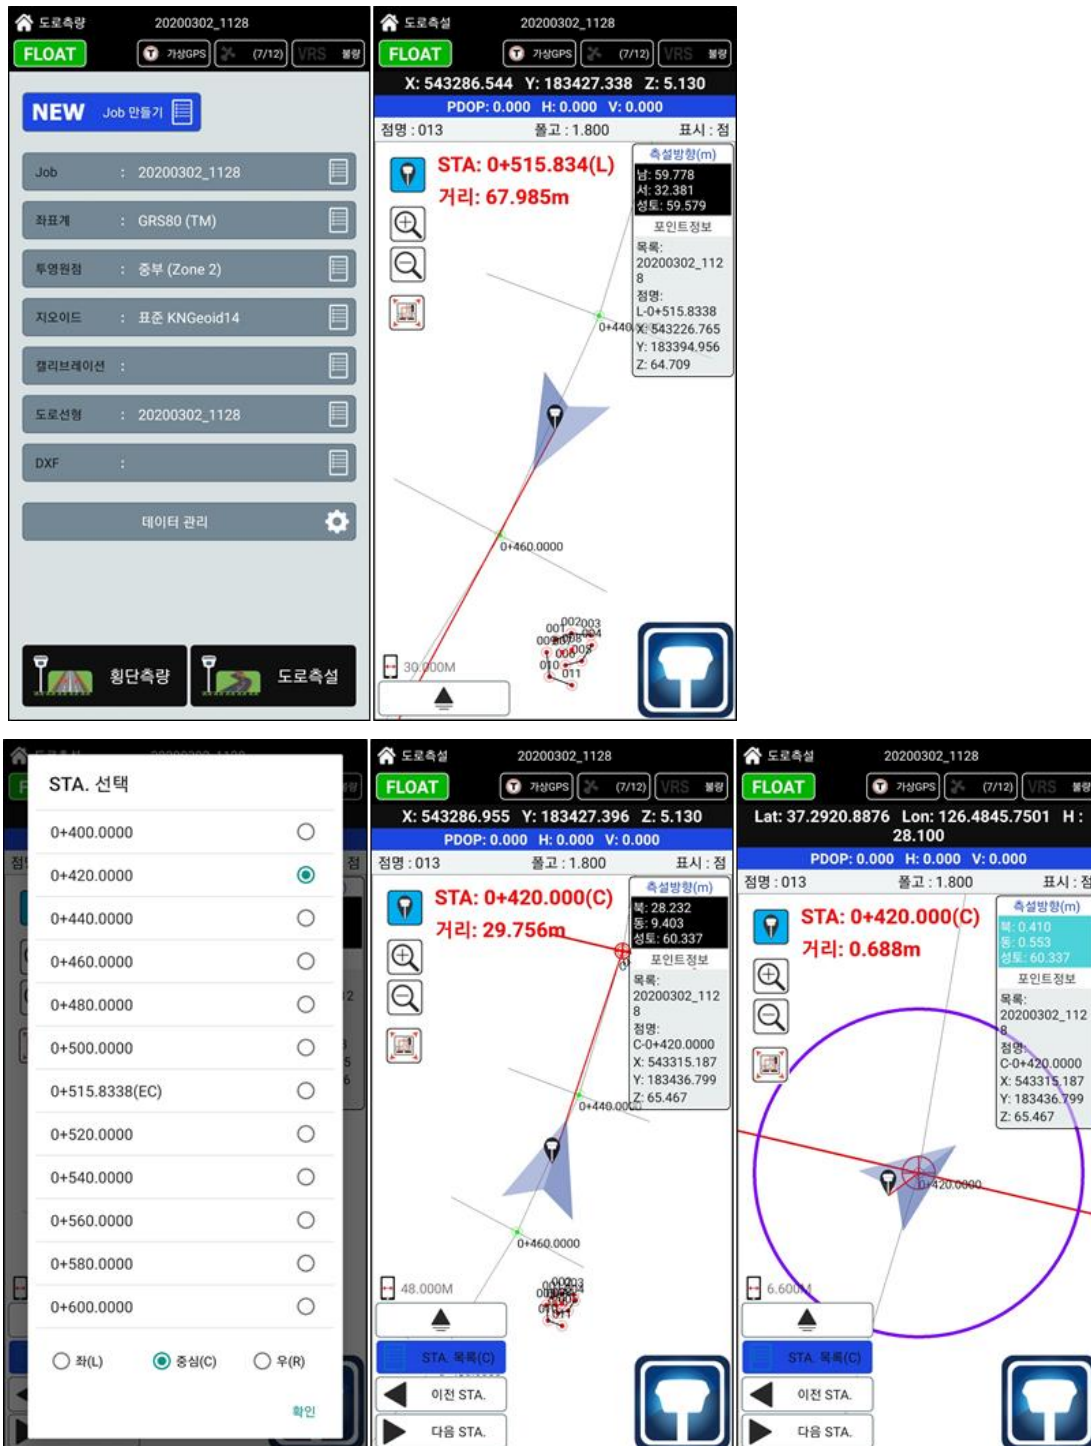 도로측량 20200302_1128
FLOAT 가상GPS (7/12) VRS 불량
NEW Job 만들기
Job : 20200302_1128
좌표계 : GRS80 (TM)
투영원점 : 중부 (Zone 2)
지오이드 : 표준 KNGeoid14
캘리브레이션 :
도로선형 : 20200302_1128
DXF :
데이터 관리
횡단측량 도로측설
도로측설 20200302_1128
FLOAT 가상GPS (7/12) VRS 불량
X: 543286.544 Y: 183427.338 Z: 5.130
PDOP: 0.000 H: 0.000 V: 0.000
점명 : 013 폴고 : 1.800 표시 : 점
STA: 0+515.834(L)
거리: 67.985m
측설방향(m)
남: 59.778
서: 32.381
성토: 59.579
포인트정보
목록:
20200302_112
8
점명:
L-0+515.8338
X: 543226.765
Y: 183394.956
Z: 64.709
0+440
0+460.0000
001 002 003
004
010 011
30.000M
STA. 선택
0+400.0000
0+420.0000
0+440.0000
0+460.0000
0+480.0000
0+500.0000
0+515.8338(EC)
0+520.0000
0+540.0000
0+560.0000
0+580.0000
0+600.0000
좌(L) 중심(C) 우(R)
확인
도로측설 20200302_1128
FLOAT 가상GPS (7/12) VRS 불량
X: 543286.955 Y: 183427.396 Z: 5.130
PDOP: 0.000 H: 0.000 V: 0.000
점명 : 013 폴고 : 1.800 표시 : 점
STA: 0+420.000(C)
거리: 29.756m
측설방향(m)
북: 28.232
동: 9.403
성토: 60.337
포인트정보
목록:
20200302_112
8
점명:
C-0+420.0000
X: 543315.187
Y: 183436.799
Z: 65.467
0+440.0000
0+460.0000
48.000M
STA. 목록(C)
이전 STA.
다음 STA.
도로측설 20200302_1128
FLOAT 가상GPS (7/12) VRS 불량
Lat: 37.2920.8876 Lon: 126.4845.7501 H :
28.100
PDOP: 0.000 H: 0.000 V: 0.000
점명 : 013 폴고 : 1.800 표시 : 점
STA: 0+420.000(C)
거리: 0.688m
측설방향(m)
북: 0.410
동: 0.553
성토: 60.337
포인트정보
목록:
20200302_112
8
점명:
C-0+420.0000
X: 543315.187
Y: 183436.799
Z: 65.467
0+420.0000
6.600M
STA. 목록(C)
이전 STA.
다음 STA.